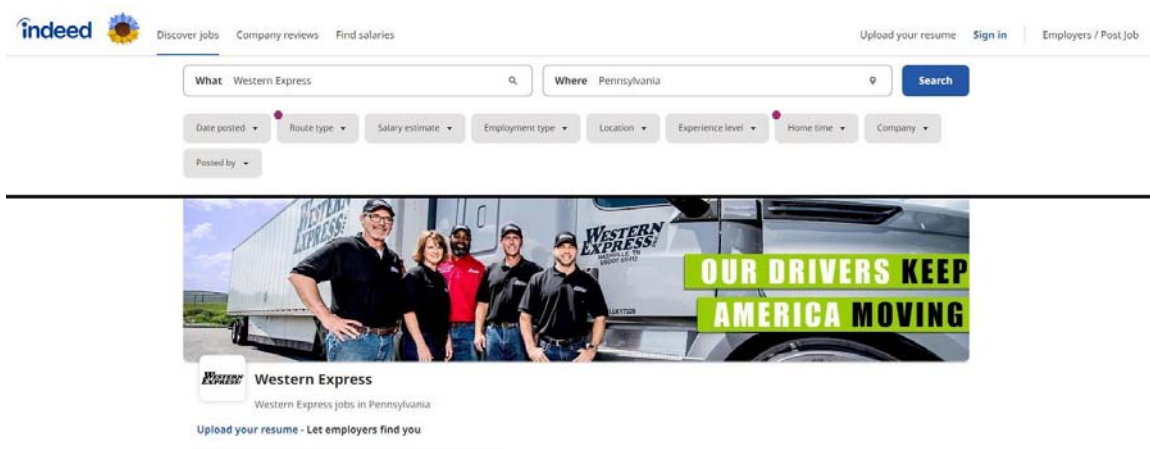 indeed Discover jobs Company reviews Find salaries Upload your resume Sign in Employers / Post Job
What Western Express Where Pennsylvania Search
Date posted Route type Salary estimate Employment type Location Experience level Home time Company
Posted by
WESTERN EXPRESS
WESTERN EXPRESS
NASHVILLE, TN
OUR DRIVERS KEEP
AMERICA MOVING
WESTERN EXPRESS
Western Express
Western Express jobs in Pennsylvania
Upload your resume - Let employers find you